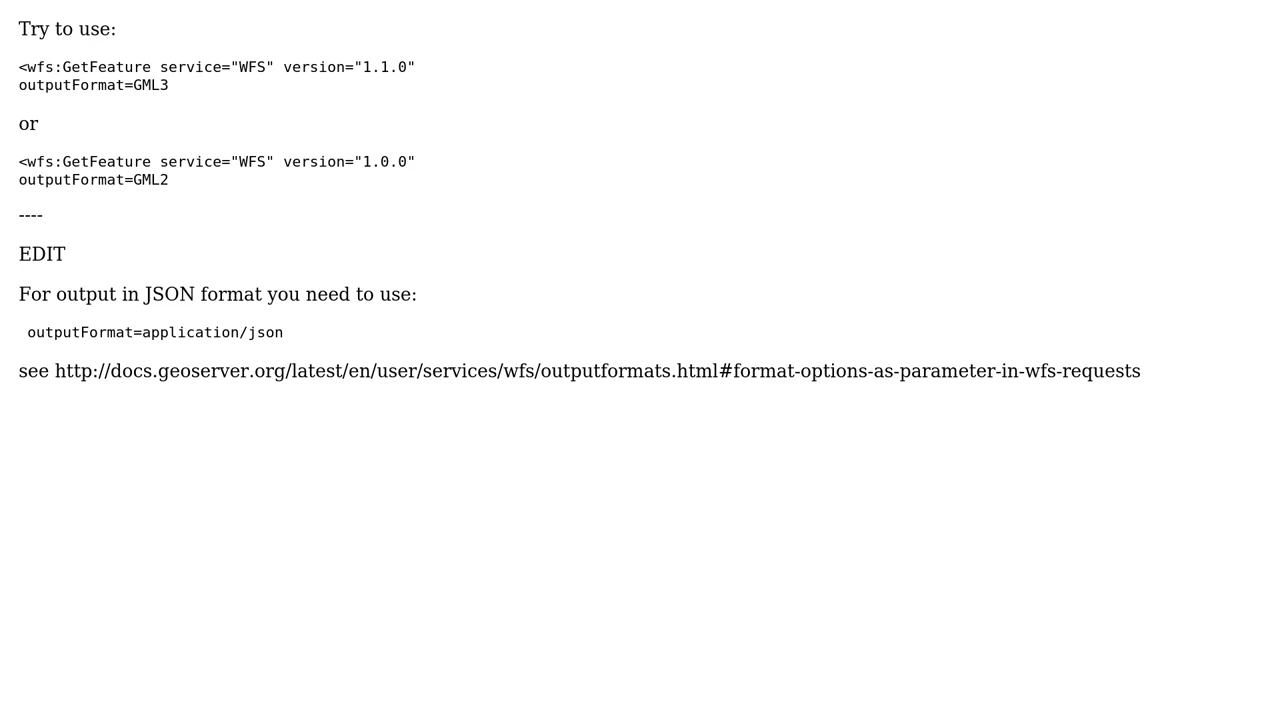 Try to use:
<wfs:GetFeature service="WFS" version="1.1.0"
outputFormat=GML3
or
<wfs:GetFeature service="WFS" version="1.0.0"
outputFormat=GML2
----
EDIT
For output in JSON format you need to use:
outputFormat=application/json
see http://docs.geoserver.org/latest/en/user/services/wfs/outputformats.html#format-options-as-parameter-in-wfs-requests